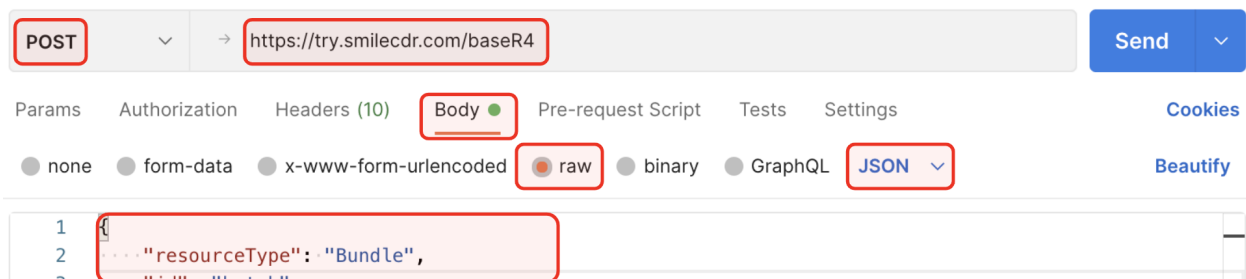 POST → https://try.smilecdr.com/baseR4 Send
Params Authorization Headers (10) Body Pre-request Script Tests Settings Cookies
none form-data x-www-form-urlencoded raw binary GraphQL JSON Beautify
1 {
2 "resourceType": "Bundle",